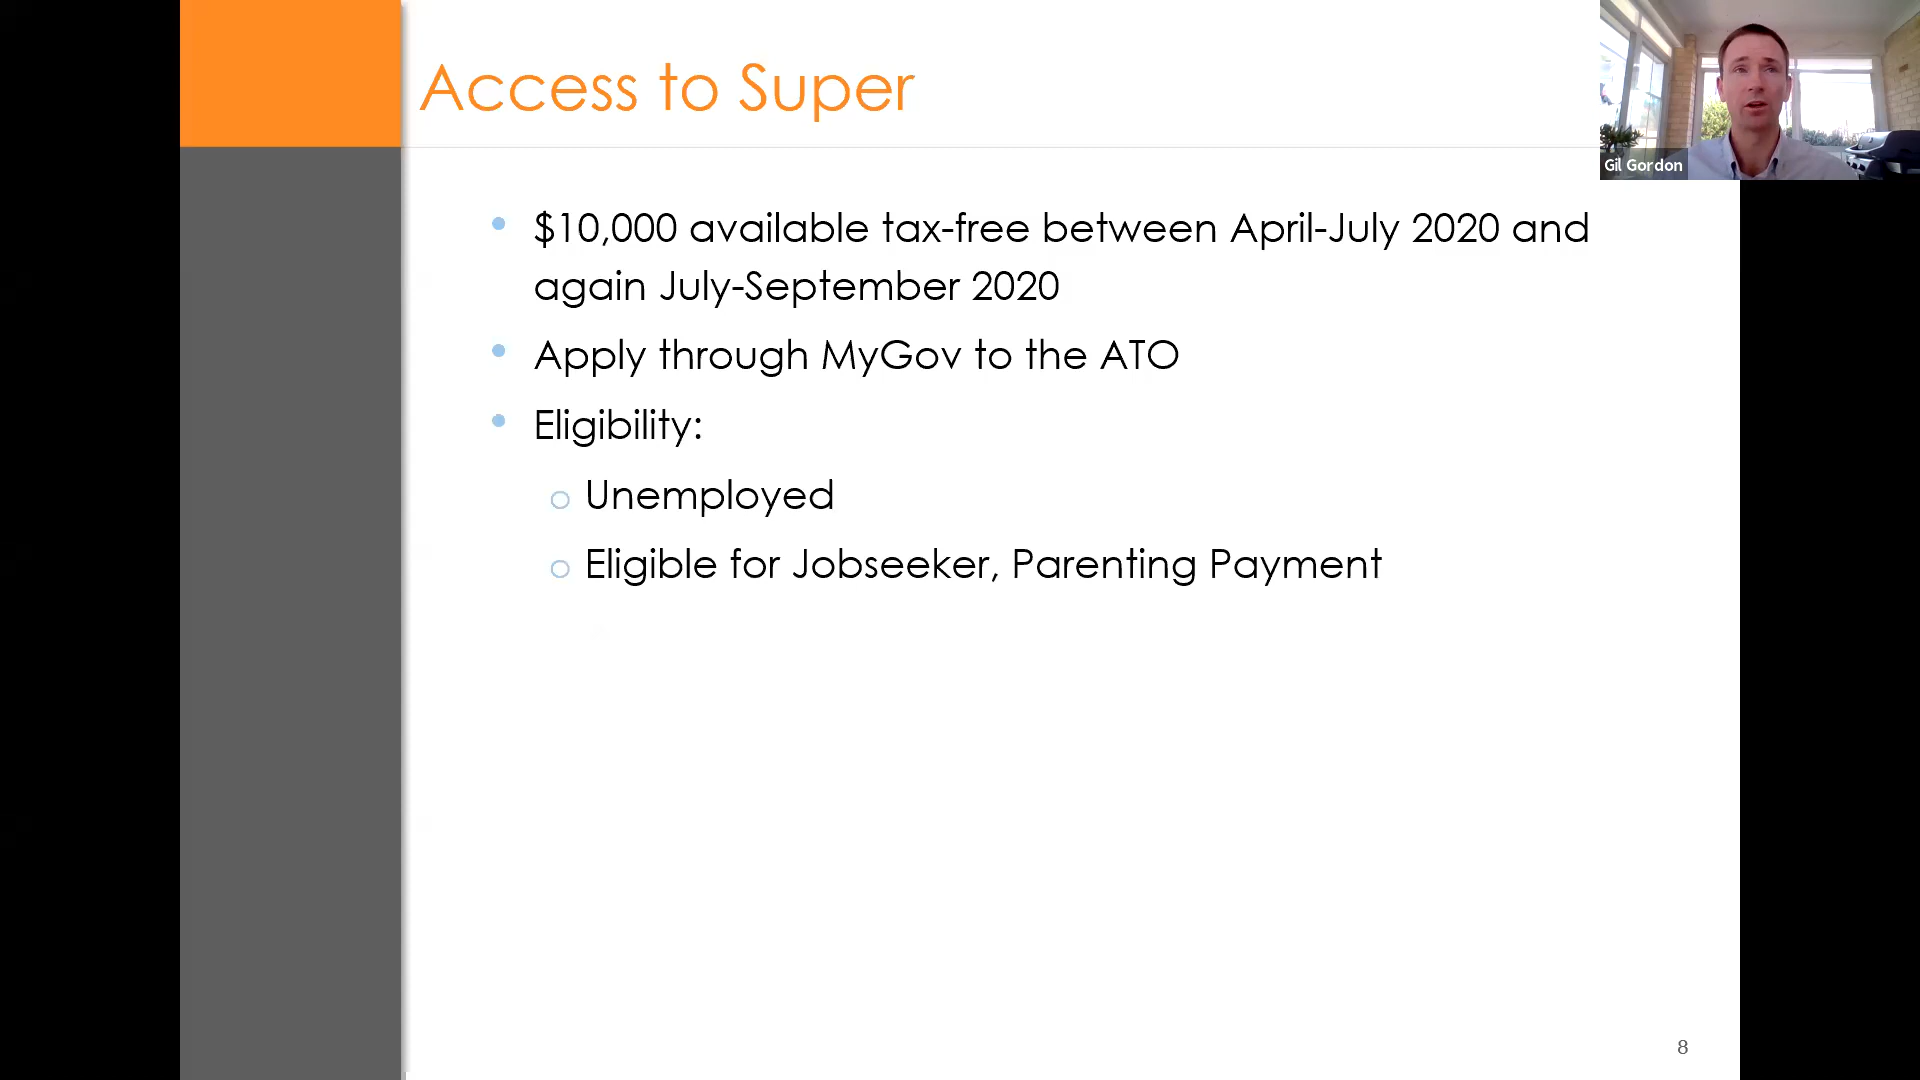 Access to Super
Gil Gordon
• $10,000 available tax-free between April-July 2020 and
again July-September 2020
• Apply through MyGov to the ATO
• Eligibility:
o Unemployed
o Eligible for Jobseeker, Parenting Payment
8